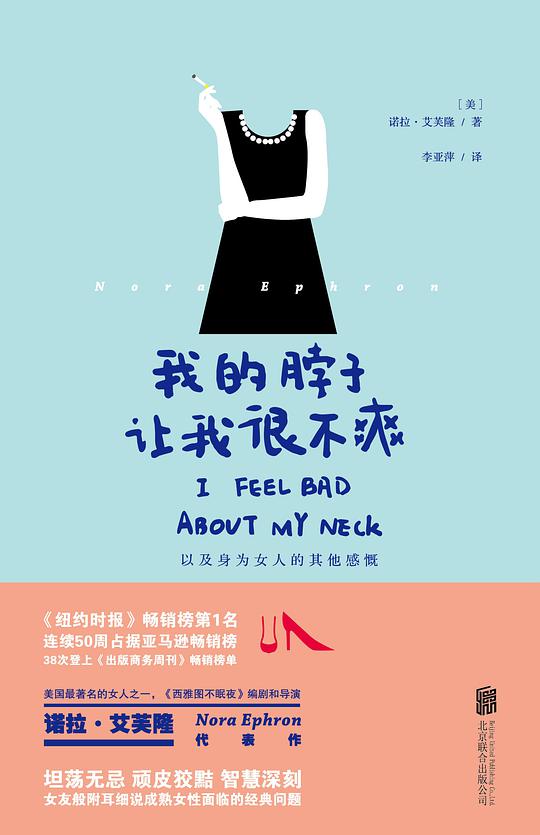 [美]
诺拉·艾芙隆 / 著
李亚萍 / 译
Nora Ephron
我的脖子
让我很不爽
I FEEL BAD
ABOUT MY NECK
以及身为女人的其他感慨
《纽约时报》畅销榜第1名
连续50周占据亚马逊畅销榜
38次登上《出版商务周刊》畅销榜单
美国最著名的女人之一，《西雅图不眠夜》编剧和导演
诺拉·艾芙隆 Nora Ephron
代表作
坦荡无忌 顽皮狡黠 智慧深刻
女友般附耳细说成熟女性面临的经典问题
北京联合出版公司
Beijing United Publishing Co.,Ltd.